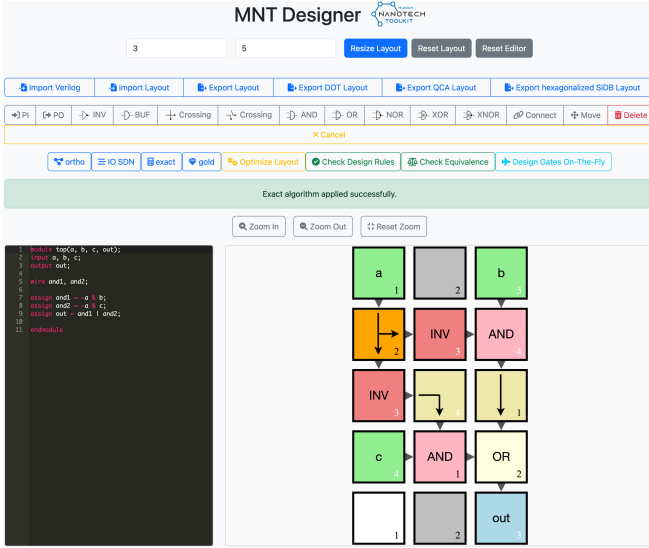 MNT Designer MUNICH NANOTECH TOOLKIT
3 5 Resize Layout Reset Layout Reset Editor
Import Verilog Import Layout Export Layout Export DOT Layout Export QCA Layout Export hexagonalized SiDB Layout
PI PO INV BUF Crossing Crossing AND OR NOR XOR XNOR Connect Move Delete
× Cancel
ortho IO SDN exact gold Optimize Layout Check Design Rules Check Equivalence Design Gates On-The-Fly
Exact algorithm applied successfully.
Zoom In Zoom Out Reset Zoom
1 module top(a, b, c, out);
2 input a, b, c;
3 output out;
4
5 wire and1, and2;
6
7 assign and1 = ~a & b;
8 assign and2 = ~a & c;
9 assign out = and1 | and2;
10
11 endmodule
a 1 2 b 3
2 INV 3 AND 4
INV 3 4 1
c 4 AND 1 OR 2
1 2 out 3